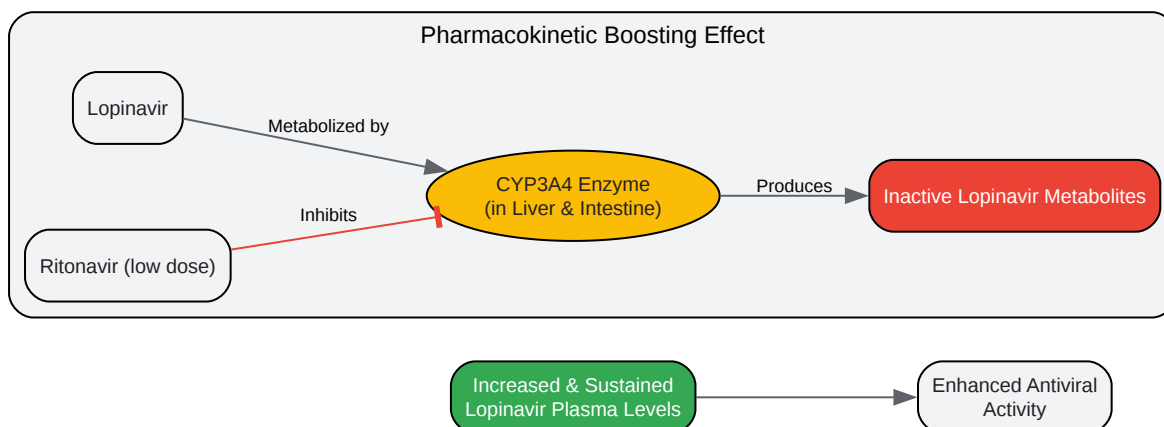 Pharmacokinetic Boosting Effect
Lopinavir
Metabolized by
CYP3A4 Enzyme
(in Liver & Intestine)
Produces
Inactive Lopinavir Metabolites
Inhibits
Ritonavir (low dose)
Increased & Sustained
Lopinavir Plasma Levels
Enhanced Antiviral
Activity